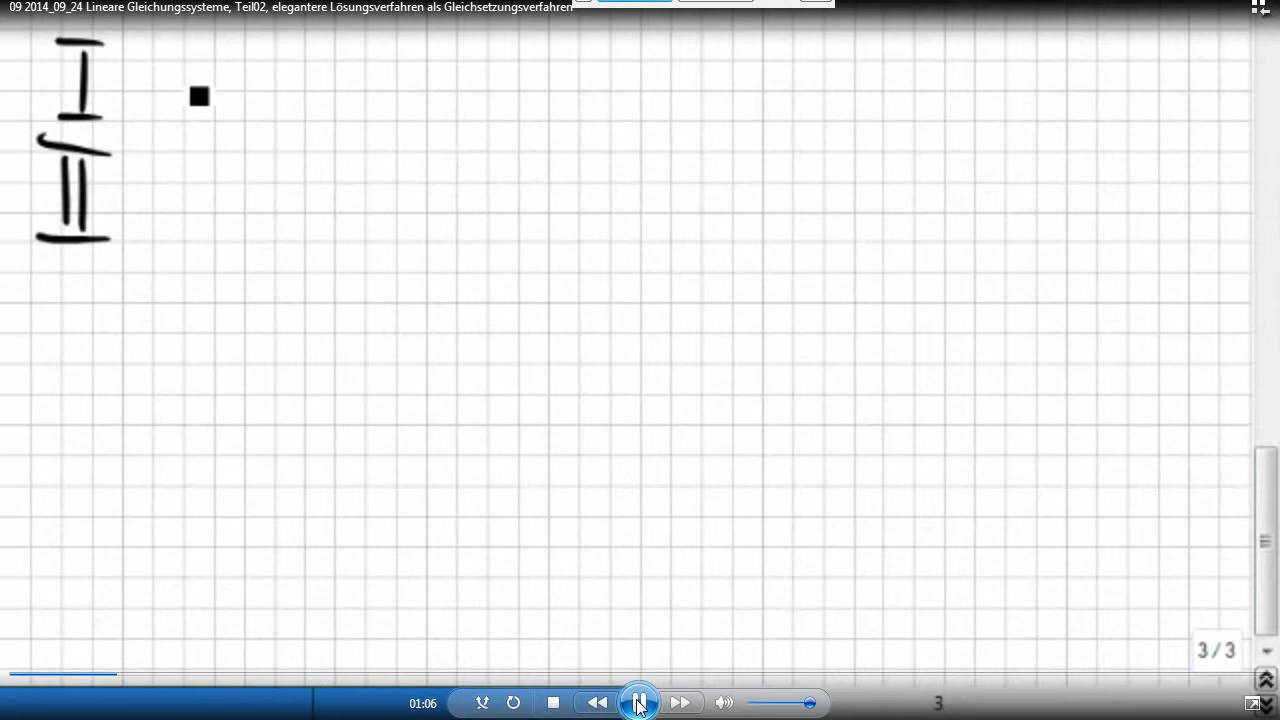 09 2014_09_24 Lineare Gleichungssysteme, Teil02, elegantere Lösungsverfahren als Gleichsetzungsverfahren
I
II
3/3
01:06
3